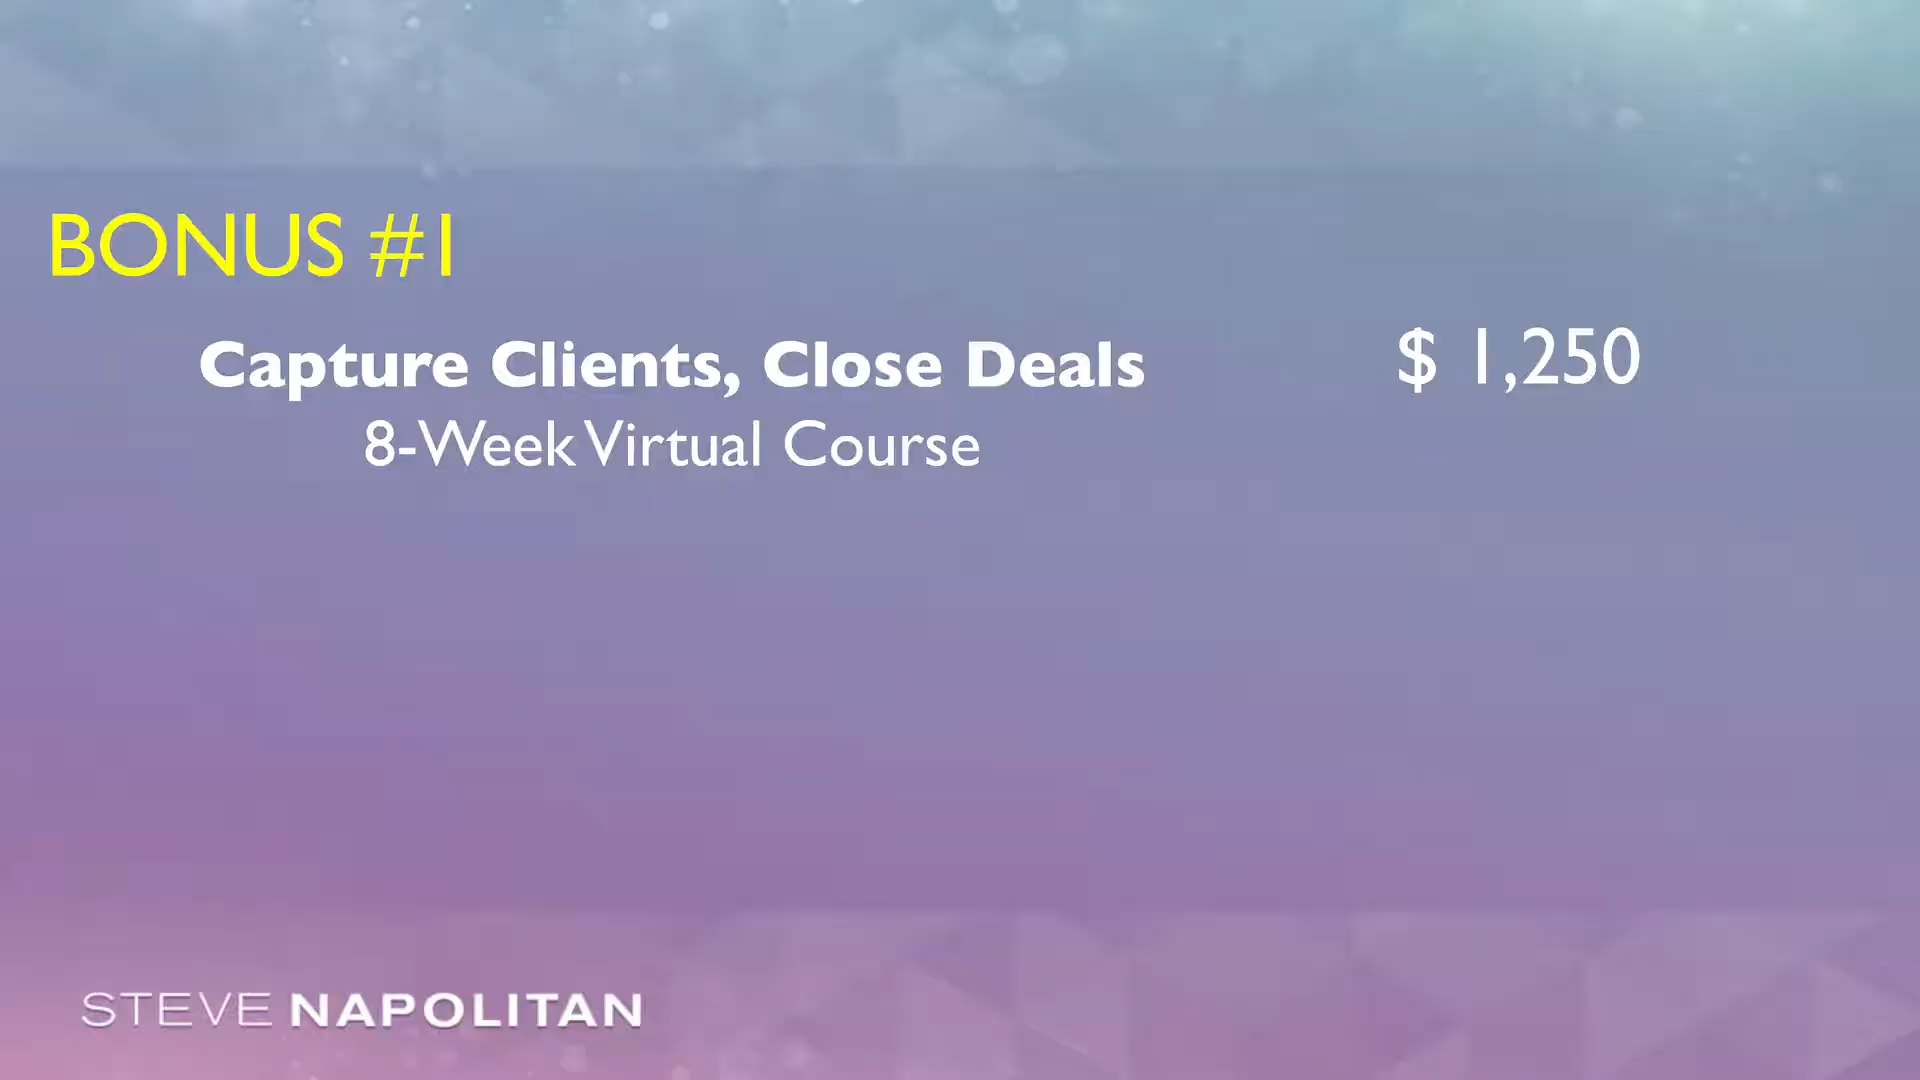 BONUS #1
Capture Clients, Close Deals $ 1,250
8-Week Virtual Course
STEVE NAPOLITAN